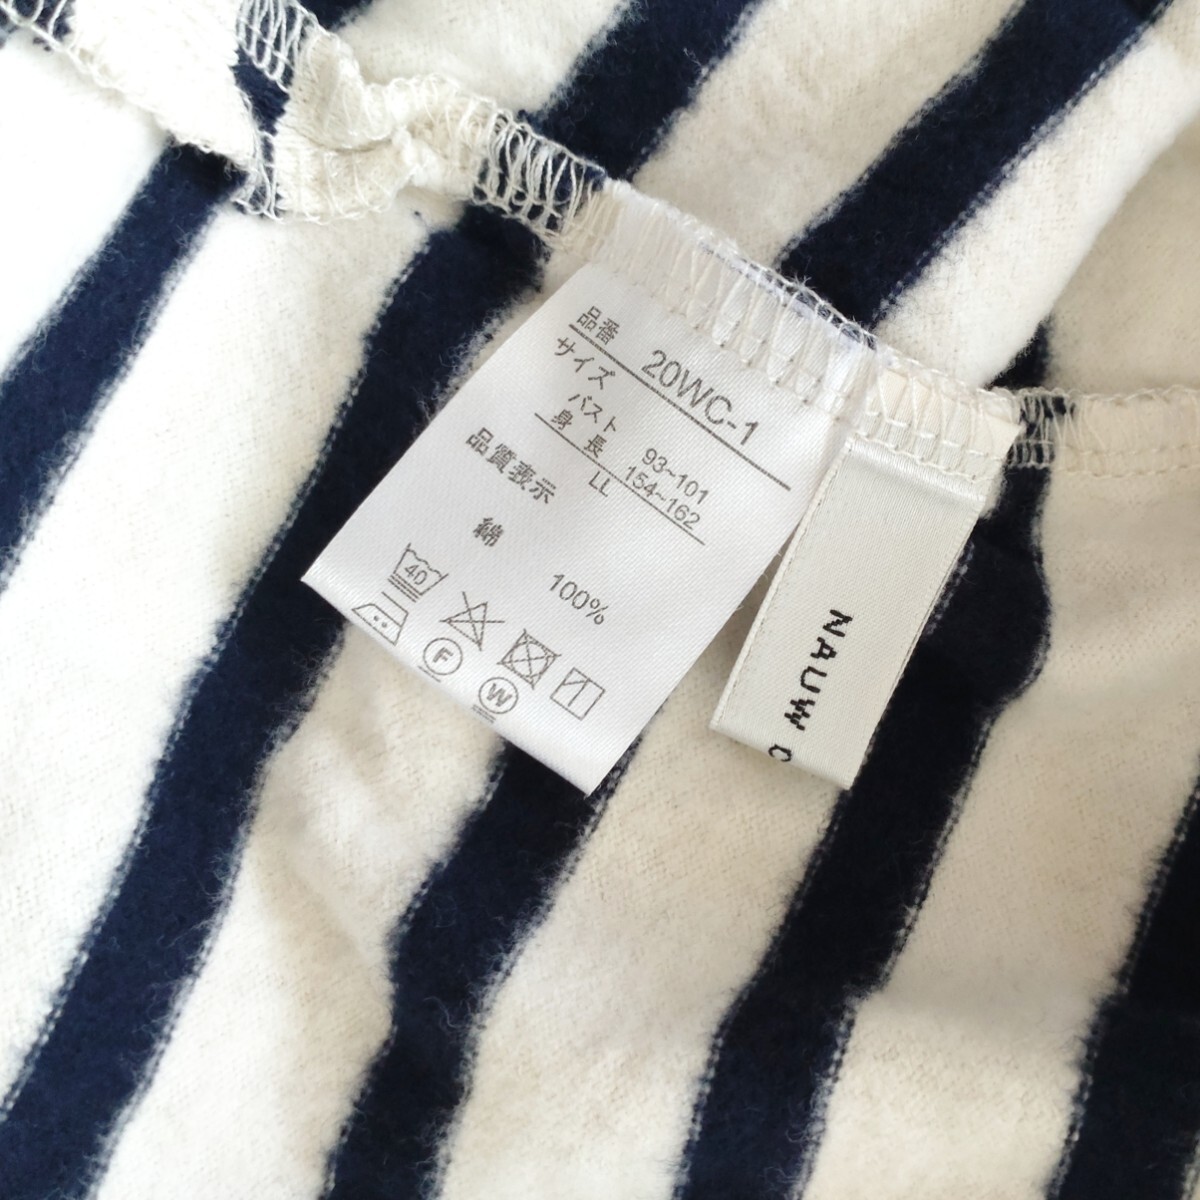 品番 20WC-1
サイズ
バスト 93~101
身長 154~162
LL
品質表示
綿 100%
40
F
W
NAUW